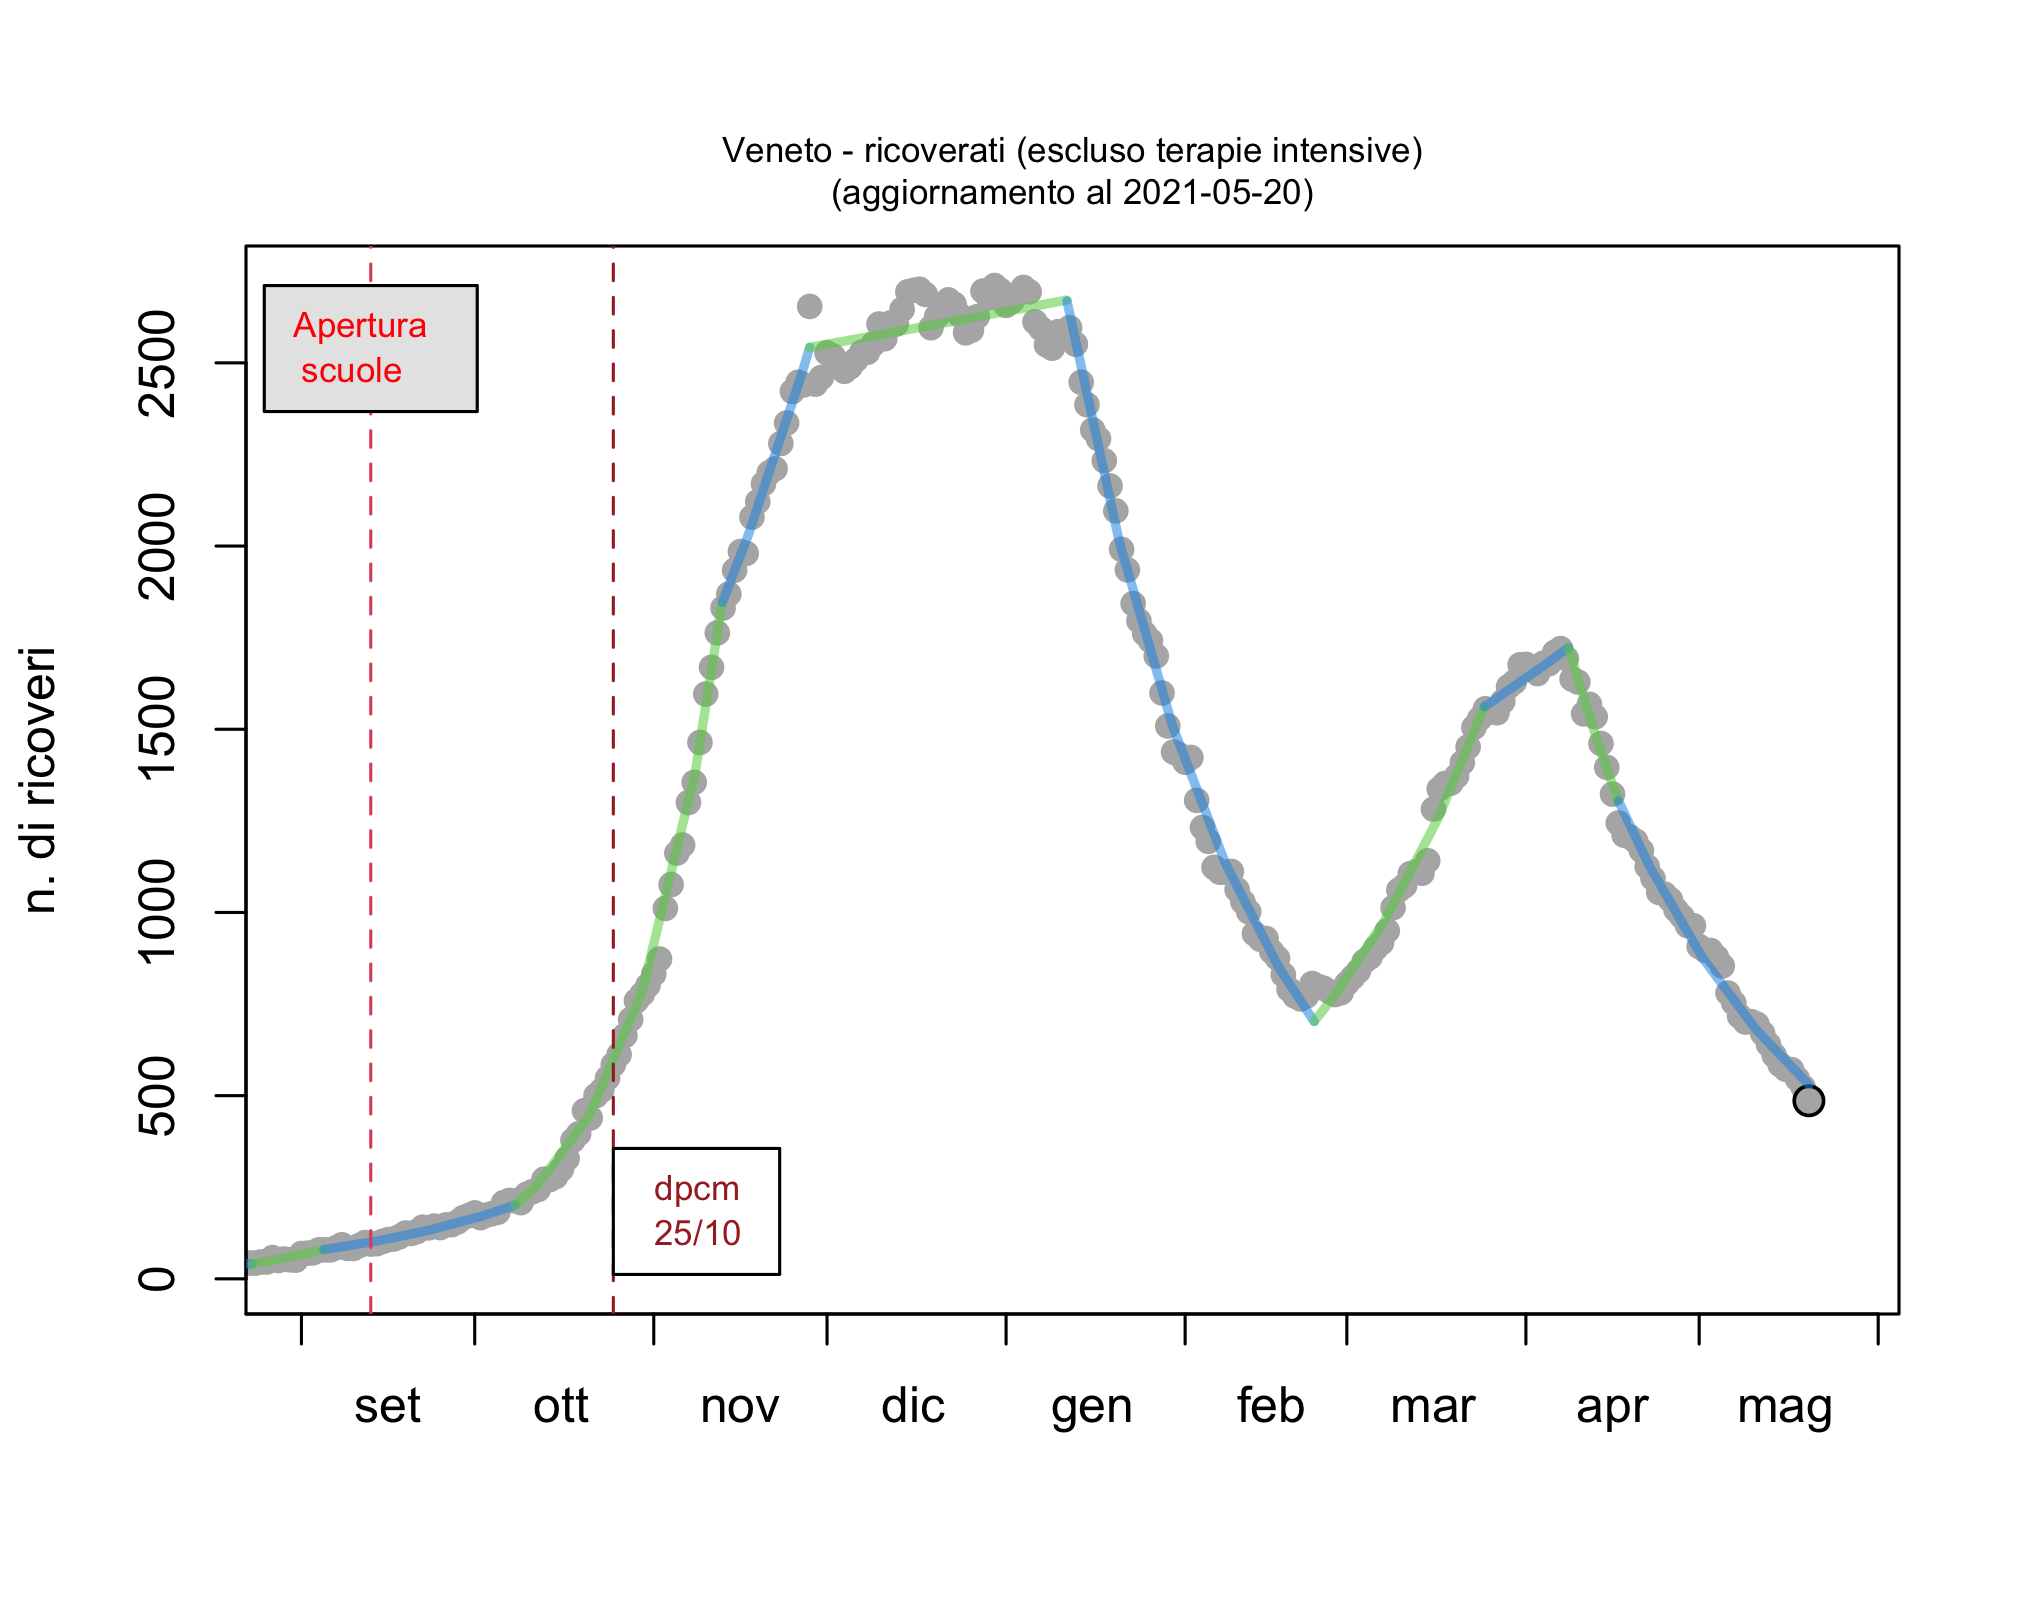 Veneto - ricoverati (escluso terapie intensive)
(aggiornamento al 2021-05-20)
Apertura
scuole
dpcm
25/10
n. di ricoveri
2500
2000
1500
1000
500
0
set ott nov dic gen feb mar apr mag